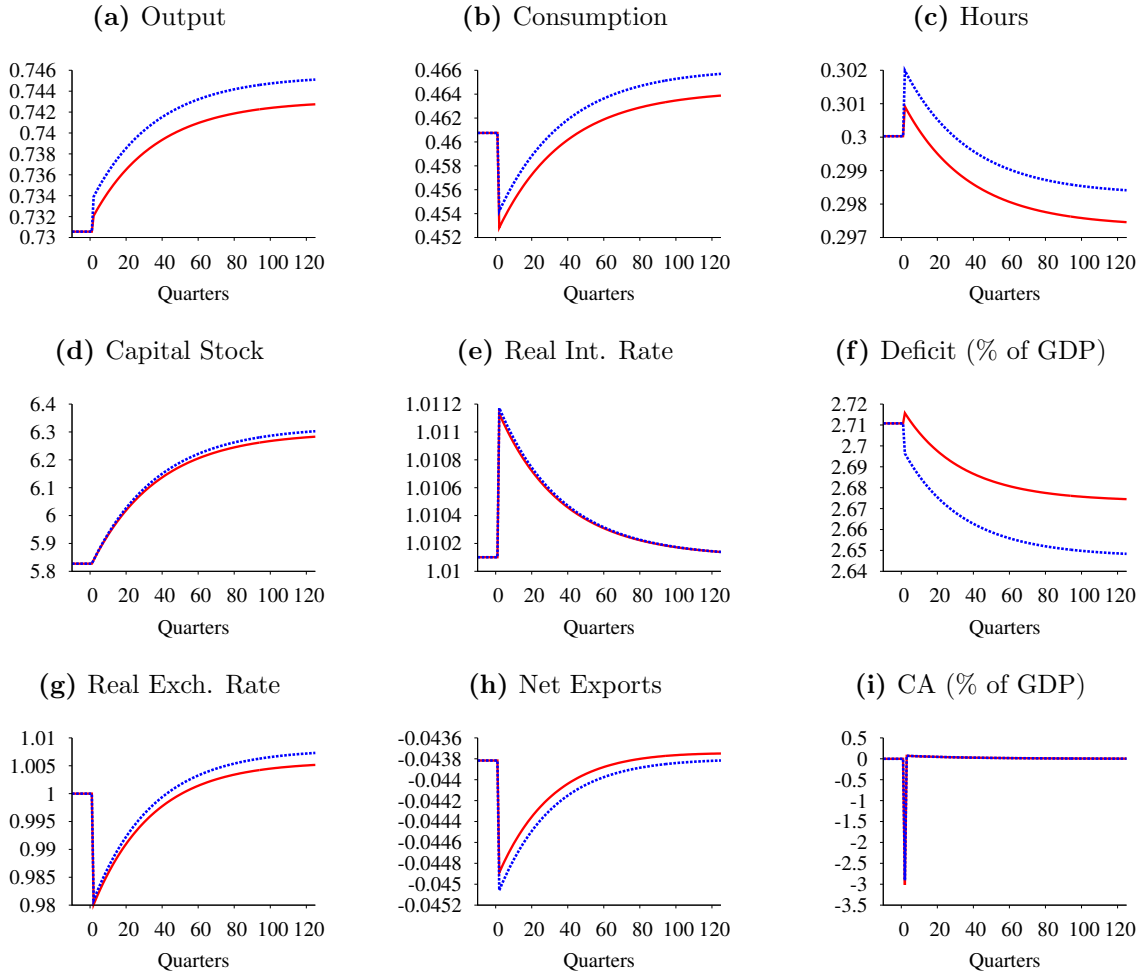 (a) Output
0.746
0.744
0.742
0.74
0.738
0.736
0.734
0.732
0.73
0 20 40 60 80 100 120
Quarters
(b) Consumption
0.466
0.464
0.462
0.46
0.458
0.456
0.454
0.452
0 20 40 60 80 100 120
Quarters
(c) Hours
0.302
0.301
0.3
0.299
0.298
0.297
0 20 40 60 80 100 120
Quarters
(d) Capital Stock
6.4
6.3
6.2
6.1
6
5.9
5.8
0 20 40 60 80 100 120
Quarters
(e) Real Int. Rate
1.0112
1.011
1.0108
1.0106
1.0104
1.0102
1.01
0 20 40 60 80 100 120
Quarters
(f) Deficit (% of GDP)
2.72
2.71
2.7
2.69
2.68
2.67
2.66
2.65
2.64
0 20 40 60 80 100 120
Quarters
(g) Real Exch. Rate
1.01
1.005
1
0.995
0.99
0.985
0.98
0 20 40 60 80 100 120
Quarters
(h) Net Exports
-0.0436
-0.0438
-0.044
-0.0442
-0.0444
-0.0446
-0.0448
-0.045
-0.0452
0 20 40 60 80 100 120
Quarters
(i) CA (% of GDP)
0.5
0
-0.5
-1
-1.5
-2
-2.5
-3
-3.5
0 20 40 60 80 100 120
Quarters